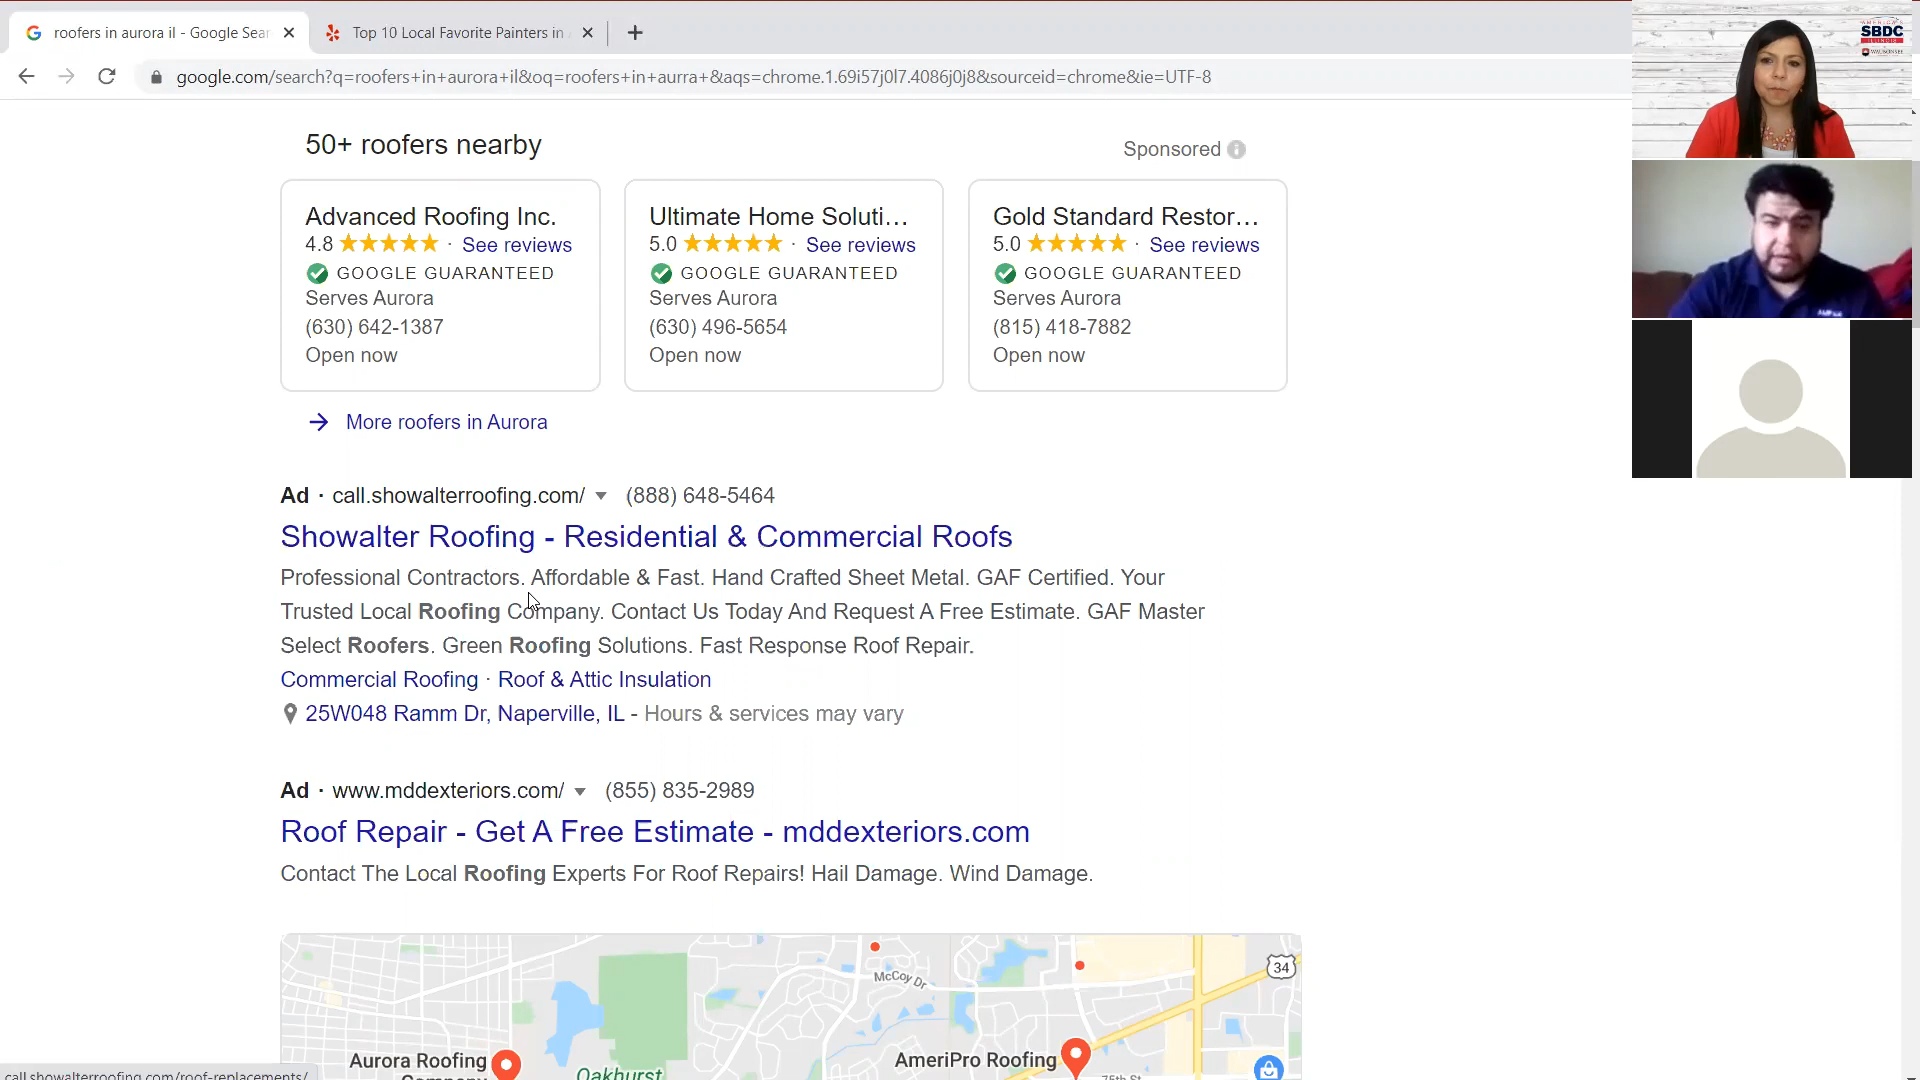 roofers in aurora il - Google Sear
Top 10 Local Favorite Painters in
google.com/search?q=roofers+in+aurora+il&oq=roofers+in+aurra+&aqs=chrome.1.69i57j0l7.4086j0j8&sourceid=chrome&ie=UTF-8
SBDC
50+ roofers nearby
Sponsored
Advanced Roofing Inc.
4.8 · See reviews
GOOGLE GUARANTEED
Serves Aurora
(630) 642-1387
Open now
Ultimate Home Soluti...
5.0 · See reviews
GOOGLE GUARANTEED
Serves Aurora
(630) 496-5654
Open now
Gold Standard Restor...
5.0 · See reviews
GOOGLE GUARANTEED
Serves Aurora
(815) 418-7882
Open now
More roofers in Aurora
Ad · call.showalterroofing.com/ (888) 648-5464
Showalter Roofing - Residential & Commercial Roofs
Professional Contractors. Affordable & Fast. Hand Crafted Sheet Metal. GAF Certified. Your
Trusted Local Roofing Company. Contact Us Today And Request A Free Estimate. GAF Master
Select Roofers. Green Roofing Solutions. Fast Response Roof Repair.
Commercial Roofing · Roof & Attic Insulation
25W048 Ramm Dr, Naperville, IL - Hours & services may vary
Ad · www.mddexteriors.com/ (855) 835-2989
Roof Repair - Get A Free Estimate - mddexteriors.com
Contact The Local Roofing Experts For Roof Repairs! Hail Damage. Wind Damage.
McCoy Dr
34
Aurora Roofing
Company
AmeriPro Roofing
Oakhurst
75th St
call.showalterroofing.com/roof-replacements/